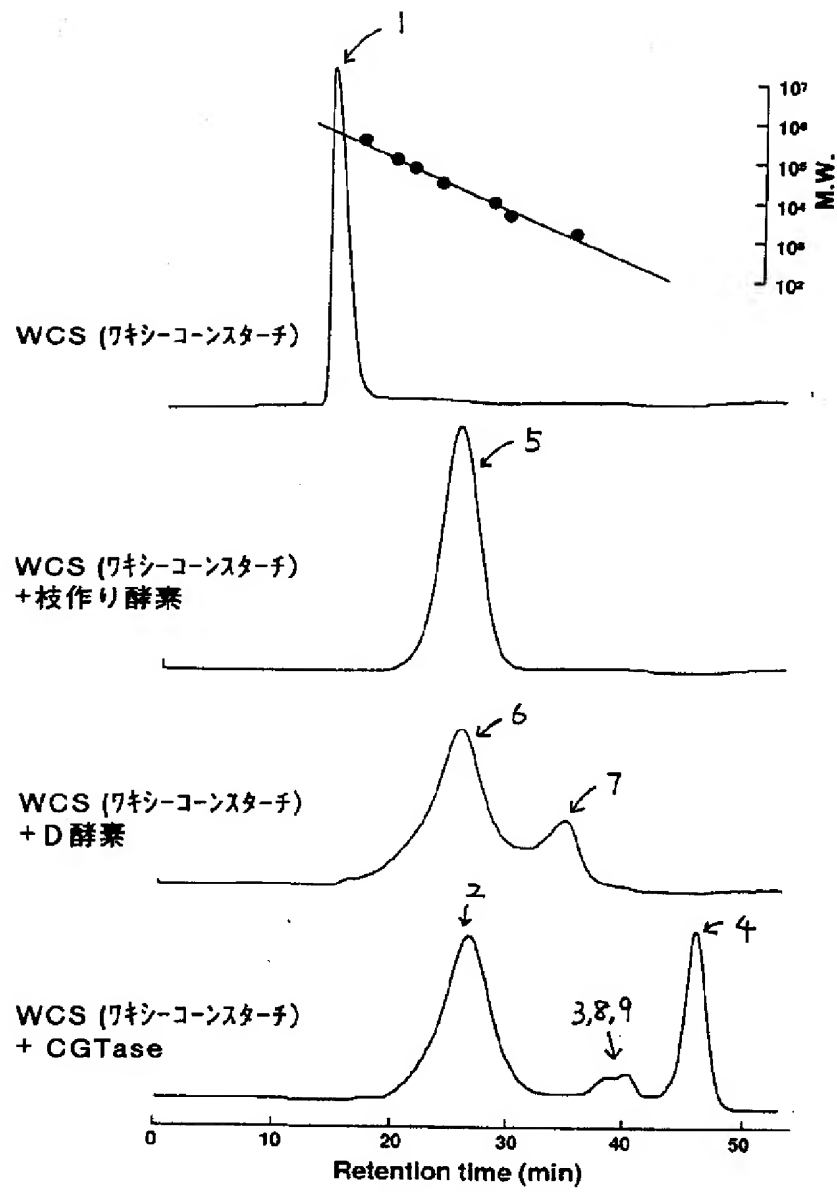 1
10⁷
10⁶
10⁵
10⁴
10³
10²
M.W.
WCS (ワキシーコーンスターチ)
5
WCS (ワキシーコーンスターチ)
+枝作り酵素
6
7
WCS (ワキシーコーンスターチ)
+D酵素
2
4
3,8,9
WCS (ワキシーコーンスターチ)
+ CGTase
0 10 20 30 40 50
Retention time (min)